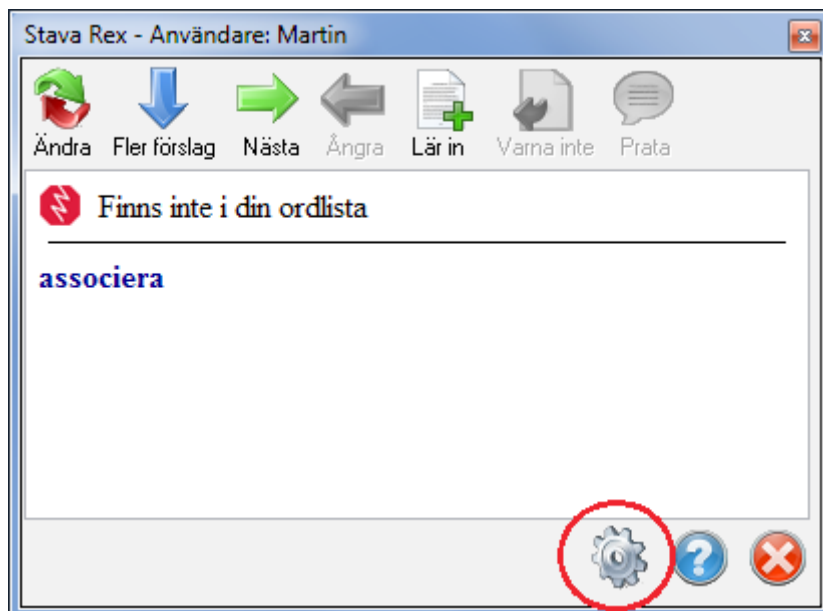 Stava Rex - Användare: Martin
Ändra Fler förslag Nästa Ångra Lär in Varna inte Prata
Finns inte i din ordlista
associera
?